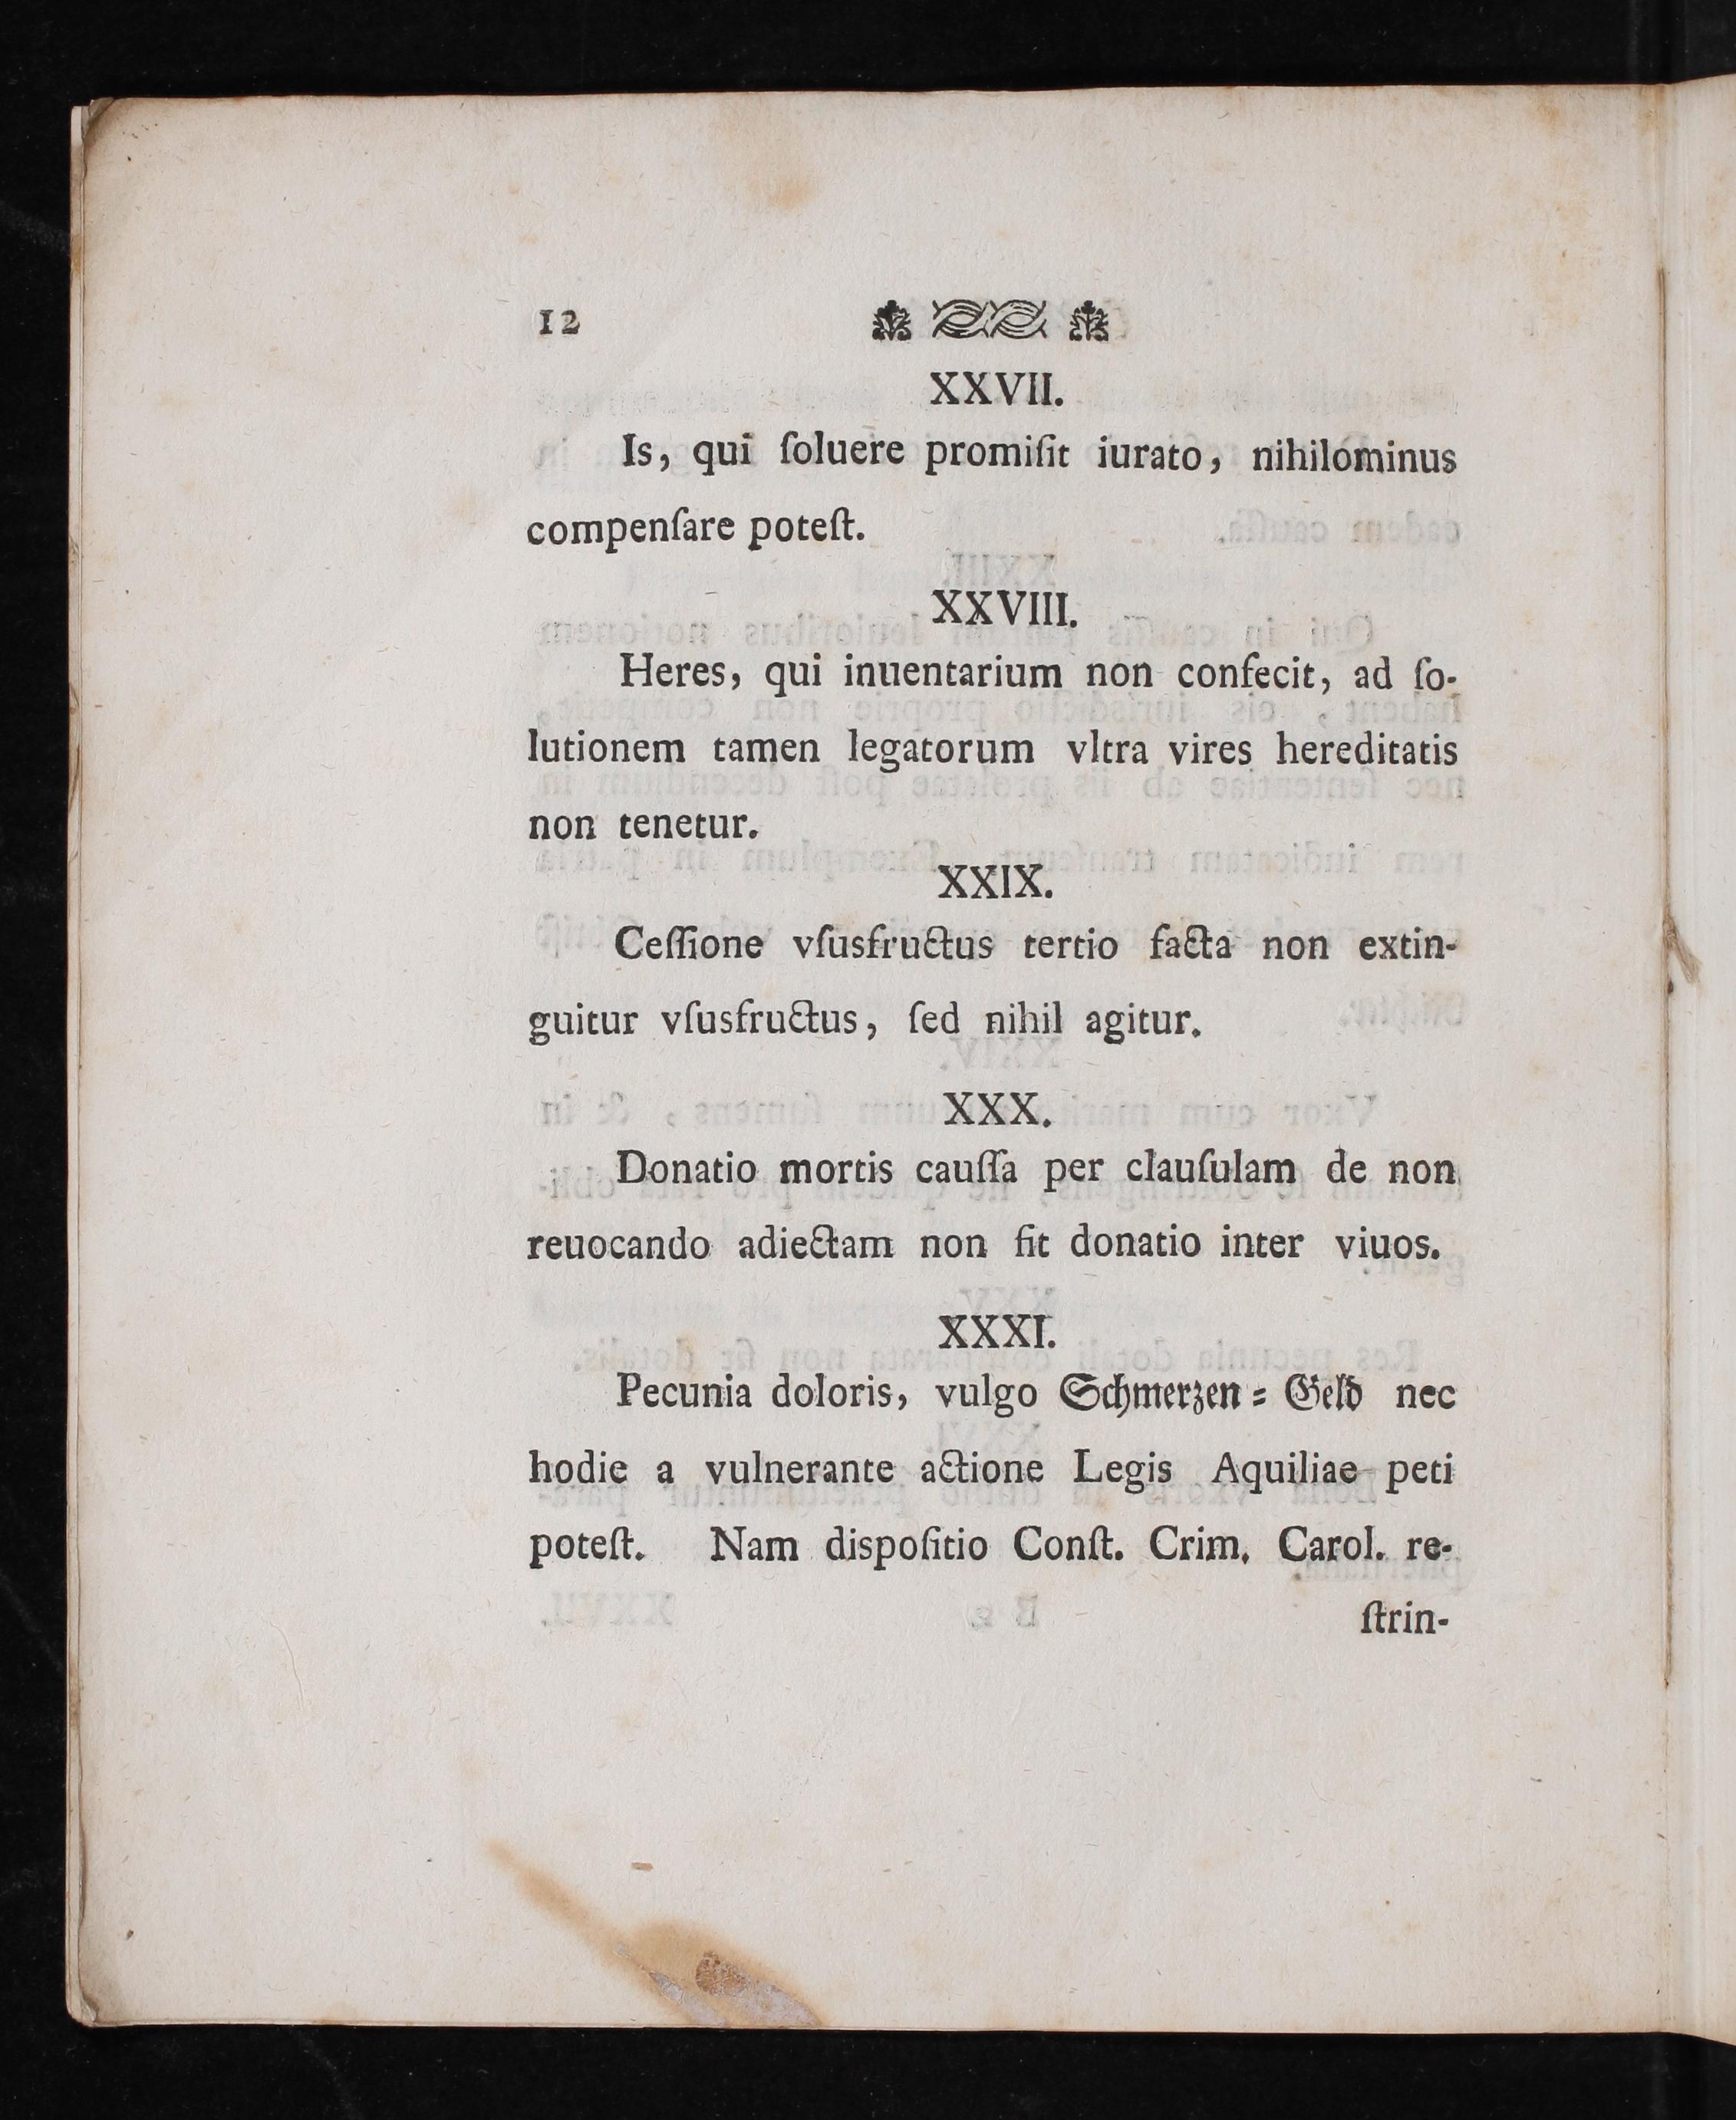 12
XXVII.
Is, qui ſoluere promiſit iurato, nihilominus
compenſare poteſt.
XXVIII.
Heres, qui inuentarium non confecit, ad ſo-
lutionem tamen legatorum vltra vires hereditatis
non tenetur.
XXIX.
Ceſſione vſusfructus tertio facta non extin-
guitur vſusfructus, ſed nihil agitur.
XXX.
Donatio mortis cauſſa per clauſulam de non
reuocando adiectam non fit donatio inter viuos.
XXXI.
Pecunia doloris, vulgo Schmerzen⸗Geld nec
hodie a vulnerante actione Legis Aquiliae peti
poteſt. Nam diſpoſitio Conſt. Crim. Carol. re-
ſtrin-